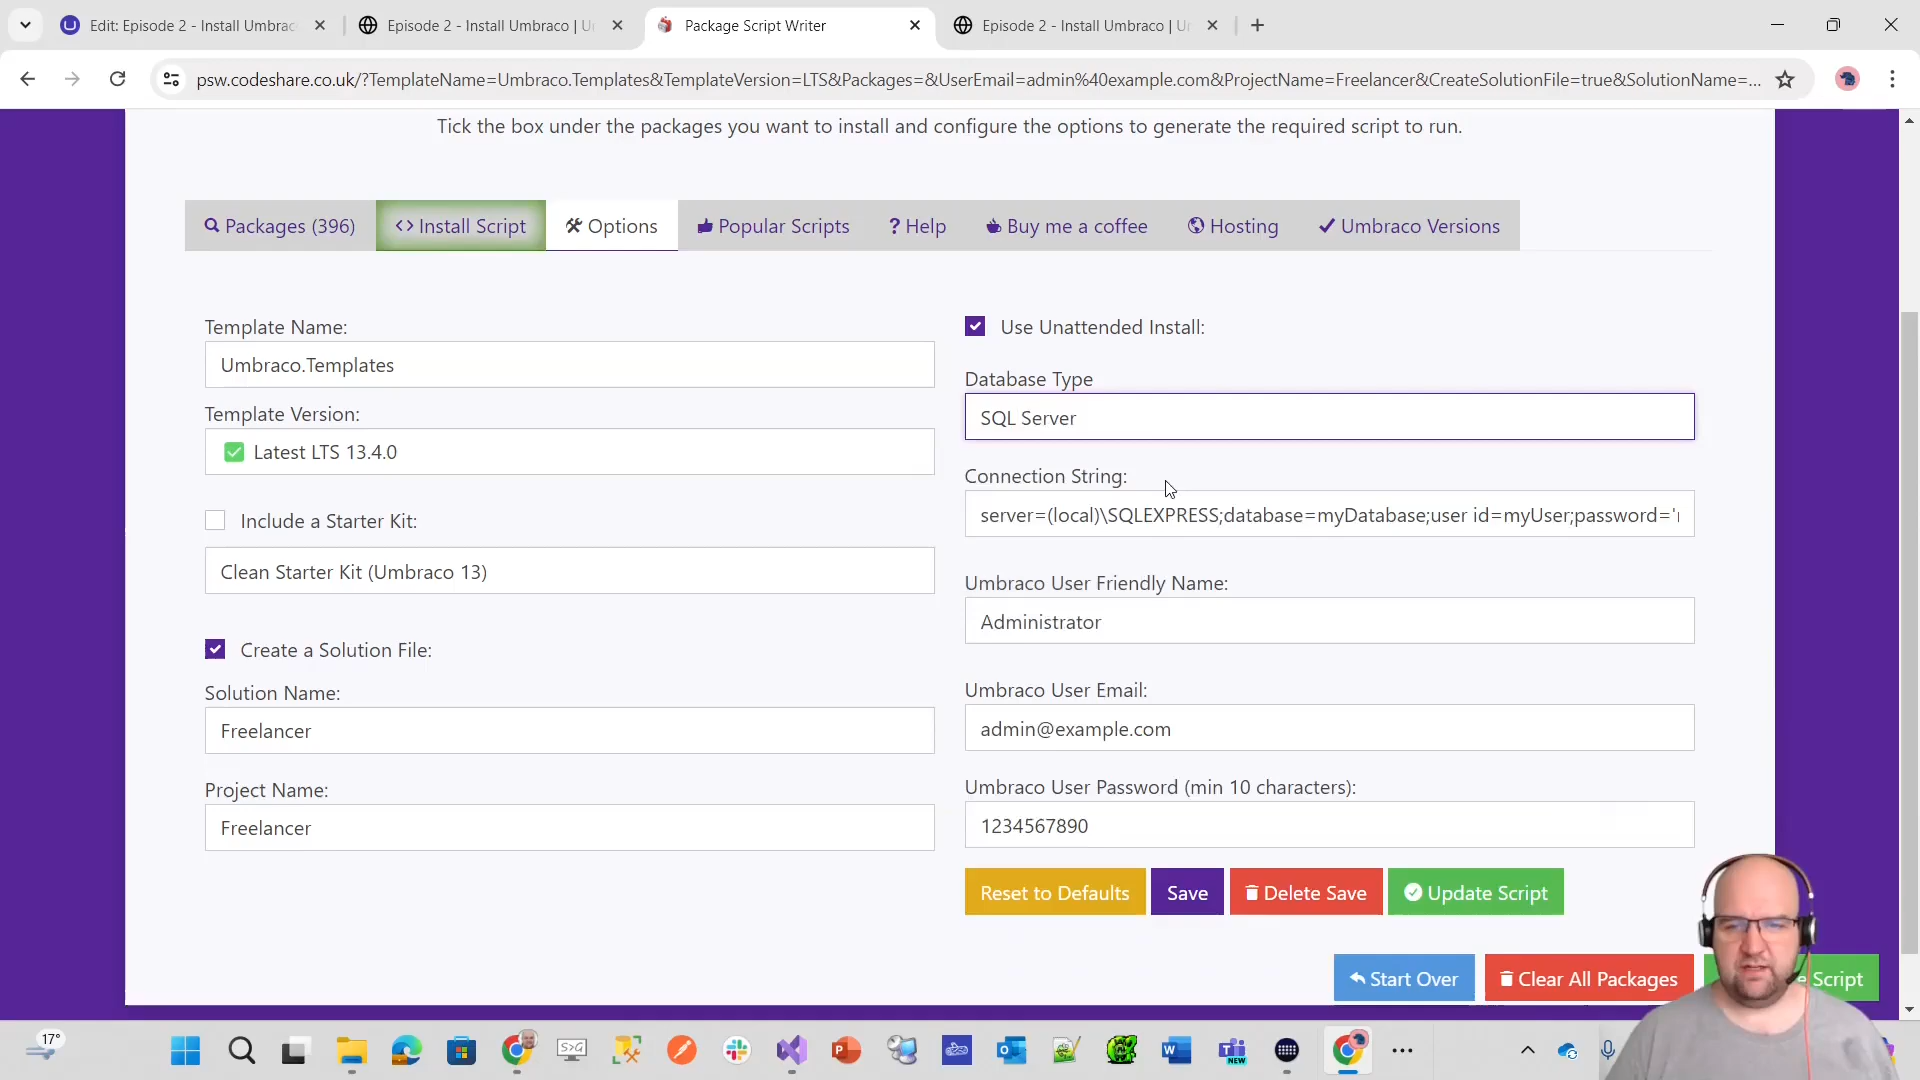 Edit: Episode 2 - Install Umbrac
Episode 2 - Install Umbraco | U
Package Script Writer
Episode 2 - Install Umbraco | Ur
psw.codeshare.co.uk/?TemplateName=Umbraco.Templates&TemplateVersion=LTS&Packages=&UserEmail=admin%40example.com&ProjectName=Freelancer&CreateSolutionFile=true&SolutionName=...
Tick the box under the packages you want to install and configure the options to generate the required script to run.
Packages (396)
<> Install Script
Options
Popular Scripts
? Help
Buy me a coffee
Hosting
Umbraco Versions
Template Name:
Umbraco.Templates
Template Version:
Latest LTS 13.4.0
Include a Starter Kit:
Clean Starter Kit (Umbraco 13)
Create a Solution File:
Solution Name:
Freelancer
Project Name:
Freelancer
Use Unattended Install:
Database Type
SQL Server
Connection String:
server=(local)\SQLEXPRESS;database=myDatabase;user id=myUser;password='
Umbraco User Friendly Name:
Administrator
Umbraco User Email:
admin@example.com
Umbraco User Password (min 10 characters):
1234567890
Reset to Defaults
Save
Delete Save
Update Script
Start Over
Clear All Packages
e Script
17°
S>G
NEW